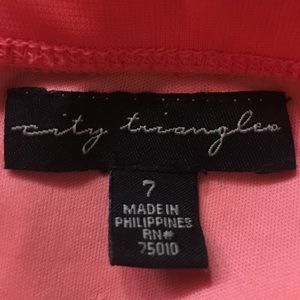 city triangles
7
MADE IN
PHILIPPINES
RN#
75010